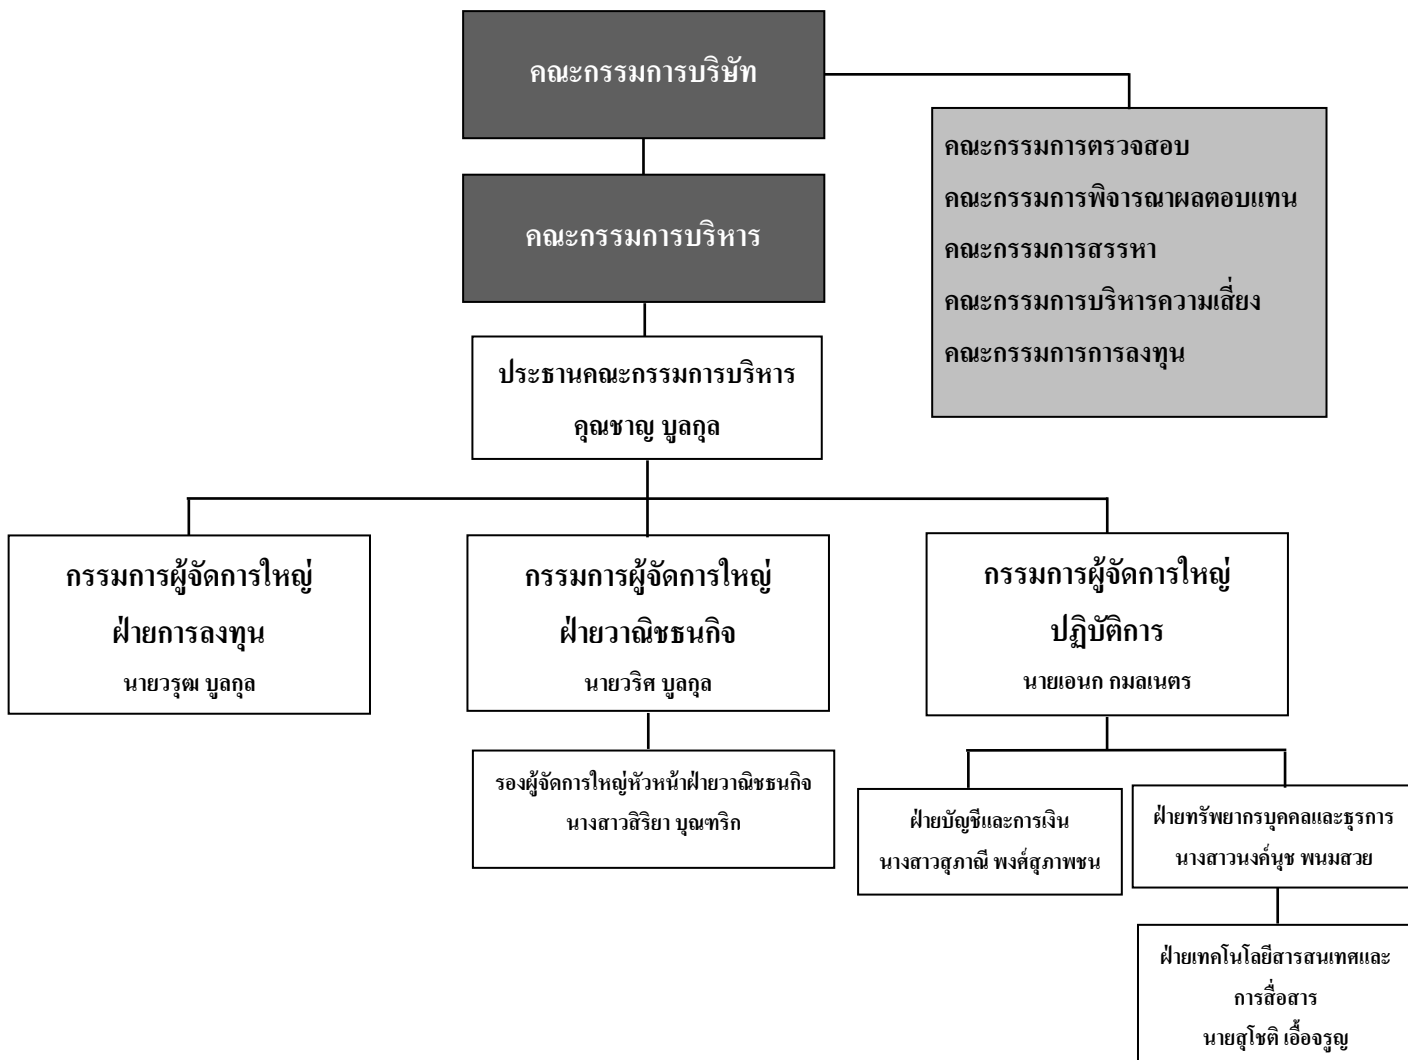 คณะกรรมการบริษัท
คณะกรรมการตรวจสอบ
คณะกรรมการพิจารณาผลตอบแทน
คณะกรรมการสรรหา
คณะกรรมการบริหารความเสี่ยง
คณะกรรมการการลงทุน
คณะกรรมการบริหาร
ประธานคณะกรรมการบริหาร
คุณชาญ บูลกุล
กรรมการผู้จัดการใหญ่
ฝ่ายการลงทุน
นายวรุฒ บูลกุล
กรรมการผู้จัดการใหญ่
ฝ่ายวาณิชธนกิจ
นายวริศ บูลกุล
กรรมการผู้จัดการใหญ่
ปฏิบัติการ
นายเอนก กมลเนตร
รองผู้จัดการใหญ่หัวหน้าฝ่ายวาณิชธนกิจ
นางสาวสิริยา บุณฑริก
ฝ่ายบัญชีและการเงิน
นางสาวสุภาณี พงศ์สุภาพชน
ฝ่ายทรัพยากรบุคคลและธุรการ
นางสาวนงค์นุช พนมสวย
ฝ่ายเทคโนโลยีสารสนเทศและ
การสื่อสาร
นายสุโชติ เอื้อจรูญ